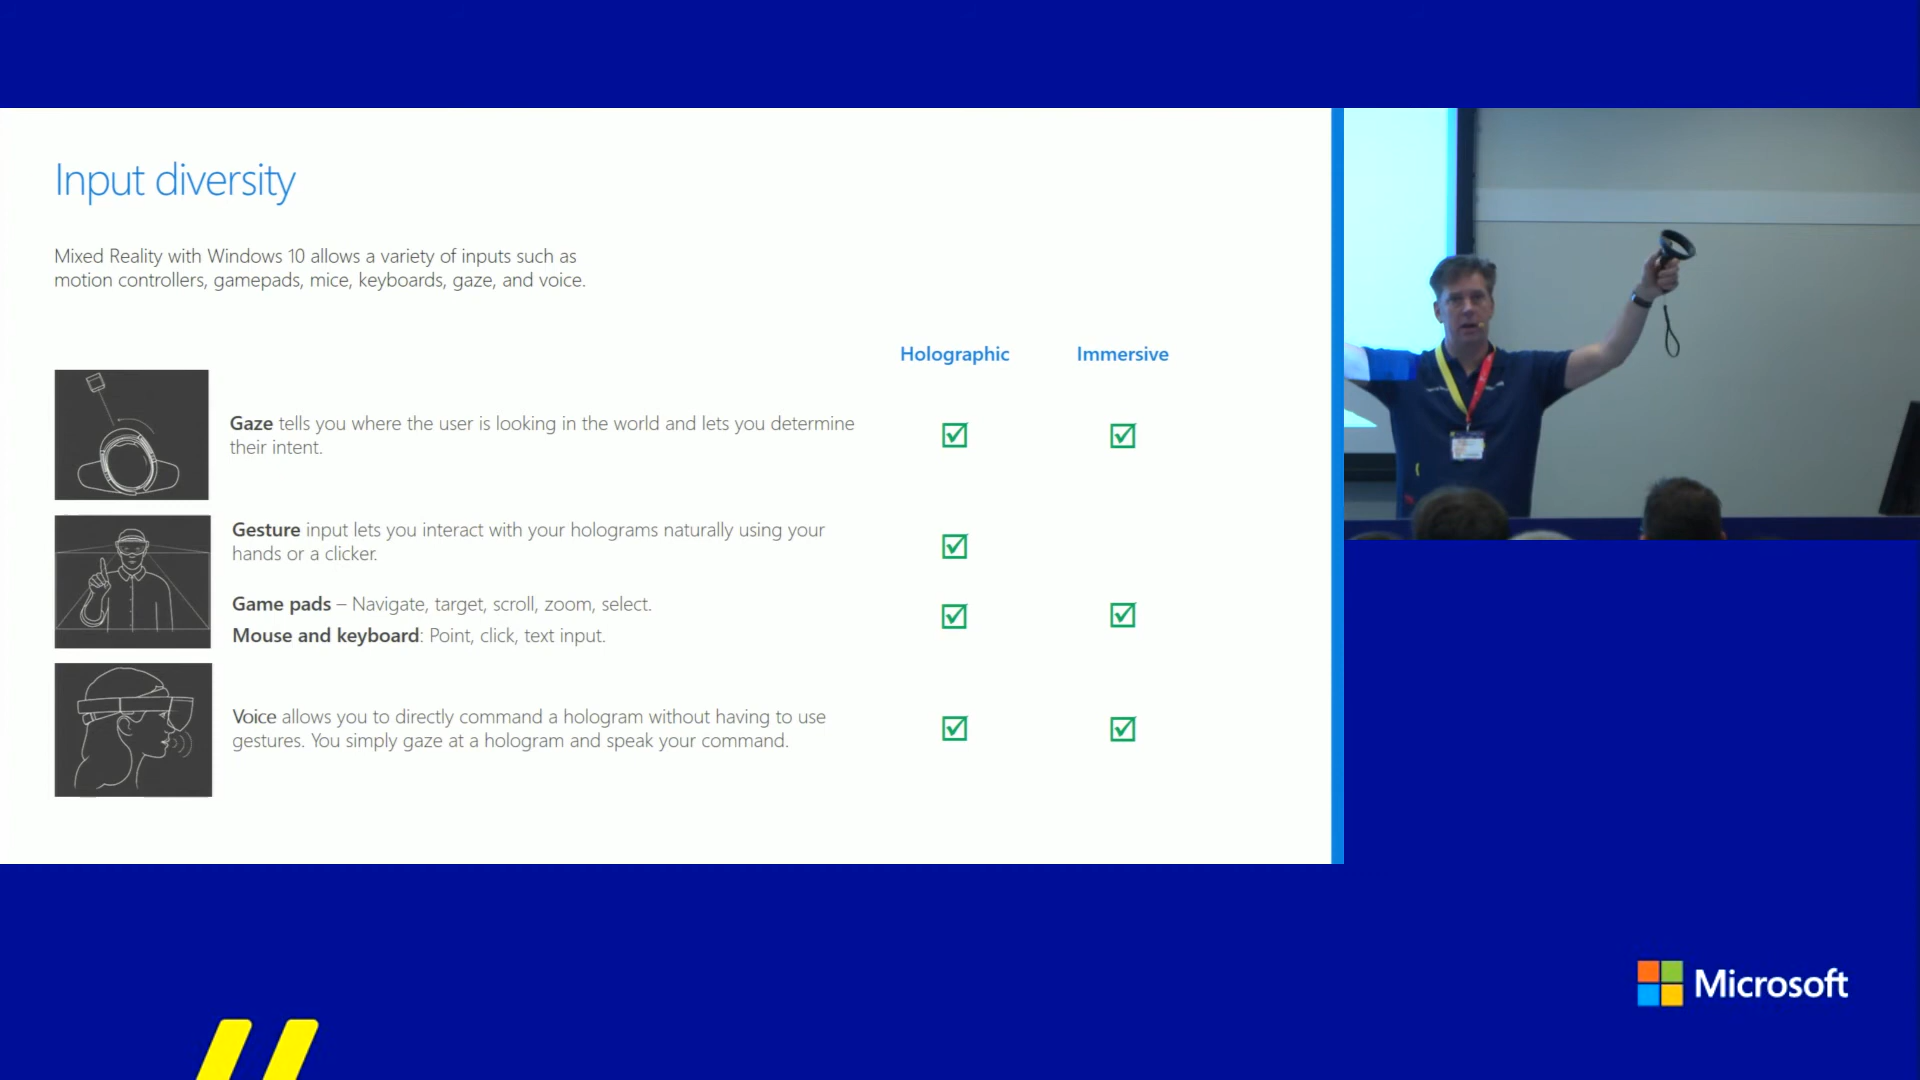 Input diversity
Mixed Reality with Windows 10 allows a variety of inputs such as
motion controllers, gamepads, mice, keyboards, gaze, and voice.
Holographic Immersive
Gaze tells you where the user is looking in the world and lets you determine
their intent.
Gesture input lets you interact with your holograms naturally using your
hands or a clicker.
Game pads – Navigate, target, scroll, zoom, select.
Mouse and keyboard: Point, click, text input.
Voice allows you to directly command a hologram without having to use
gestures. You simply gaze at a hologram and speak your command.
Microsoft